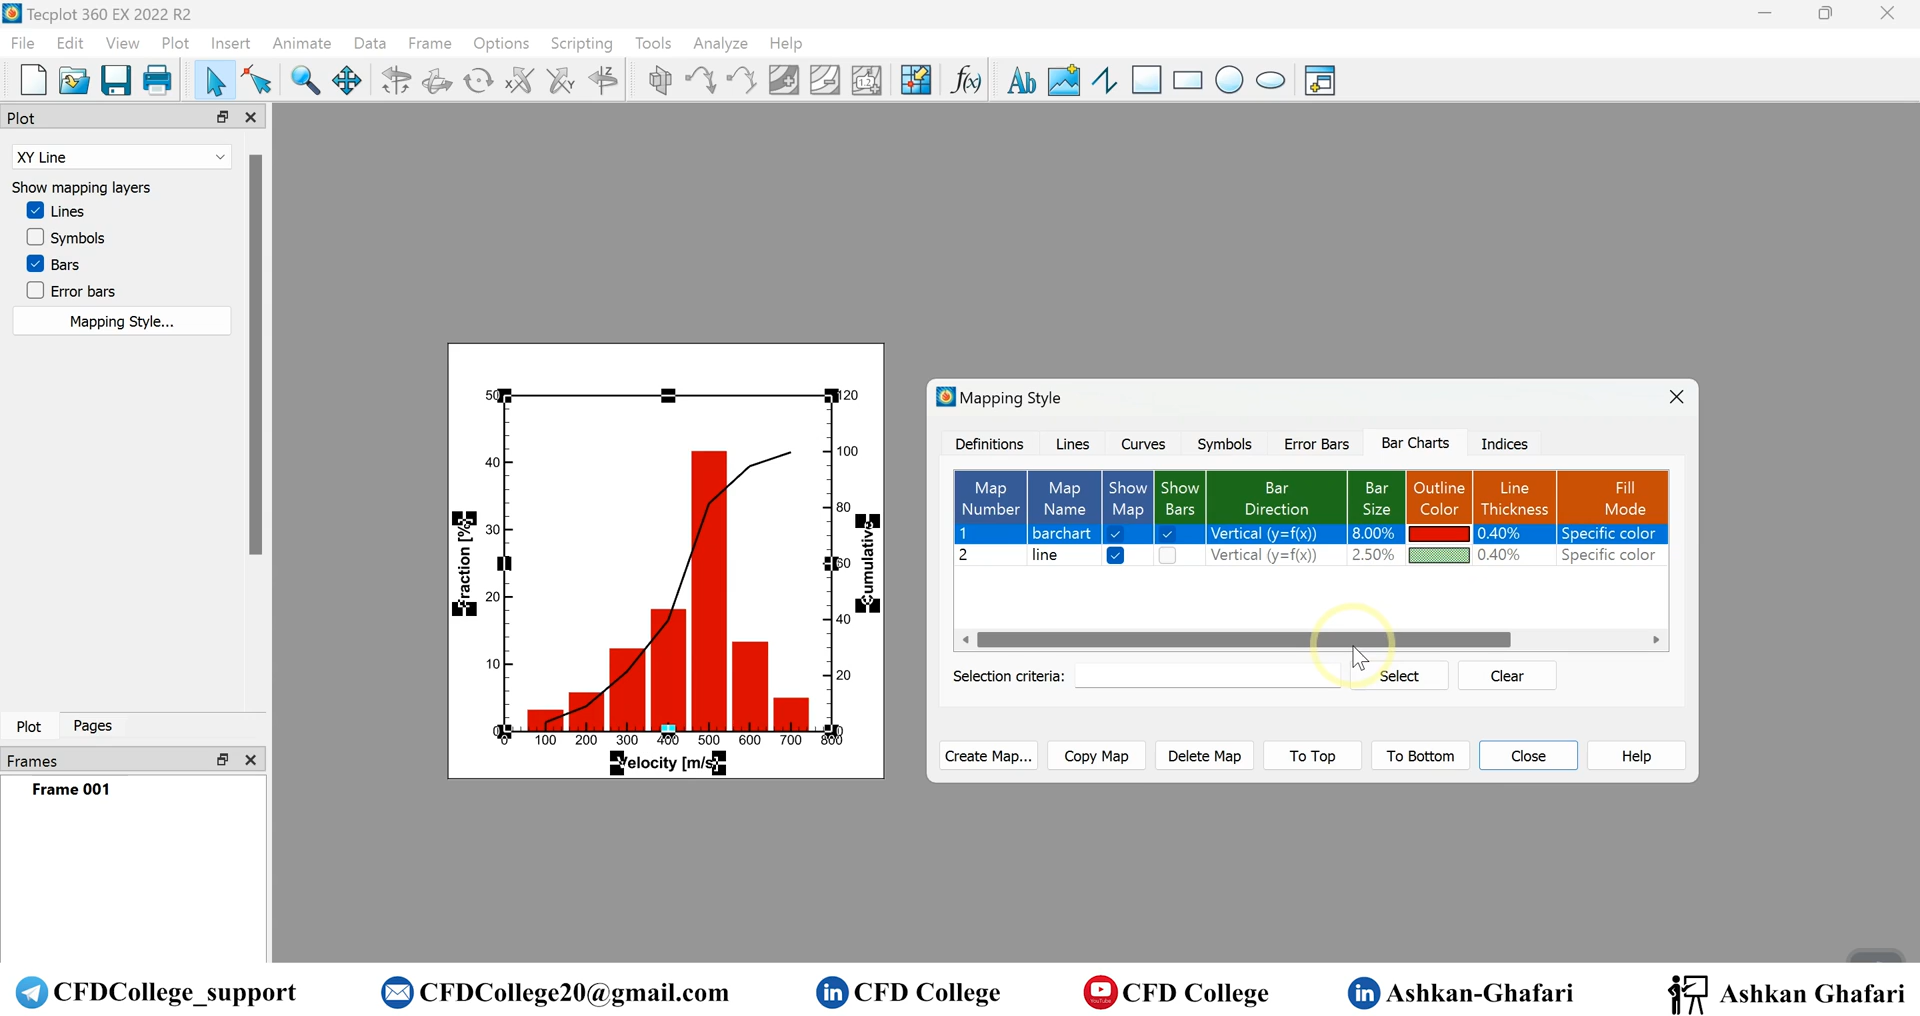 Tecplot 360 EX 2022 R2
File Edit View Plot Insert Animate Data Frame Options Scripting Tools Analyze Help
Plot
XY Line
Show mapping layers
Lines
Symbols
Bars
Error bars
Mapping Style...
Plot Pages
Frames
Frame 001
50
40
30
20
10
0
120
100
80
60
40
20
0
0 100 200 300 400 500 600 700 800
Fraction [%]
Cumulative
Velocity [m/s]
Mapping Style
Definitions Lines Curves Symbols Error Bars Bar Charts Indices
Map Number Map Name Show Map Show Bars Bar Direction Bar Size Outline Color Line Thickness Fill Mode
1 barchart Vertical (y=f(x)) 8.00% 0.40% Specific color
2 line Vertical (y=f(x)) 2.50% 0.40% Specific color
Selection criteria: Select Clear
Create Map... Copy Map Delete Map To Top To Bottom Close Help
CFDCollege_support CFDCollege20@gmail.com CFD College CFD College Ashkan-Ghafari Ashkan Ghafari